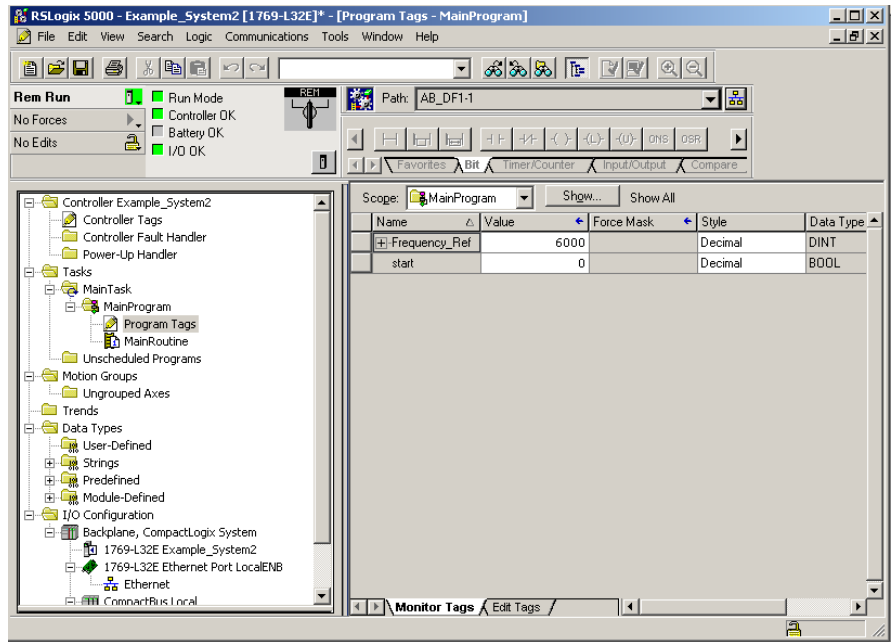 RSLogix 5000 - Example_System2 [1769-L32E]* - [Program Tags - MainProgram]
File Edit View Search Logic Communications Tools Window Help
Rem Run
Run Mode
REM
Path: AB_DF1-1
No Forces
Controller OK
Battery OK
No Edits
I/O OK
ONS OSR
Favorites Bit Timer/Counter Input/Output Compare
Controller Example_System2
Controller Tags
Controller Fault Handler
Power-Up Handler
Tasks
MainTask
MainProgram
Program Tags
MainRoutine
Unscheduled Programs
Motion Groups
Ungrouped Axes
Trends
Data Types
User-Defined
Strings
Predefined
Module-Defined
I/O Configuration
Backplane, CompactLogix System
1769-L32E Example_System2
1769-L32E Ethernet Port LocalENB
Ethernet
CompactBus Local
Scope: MainProgram Show... Show All
Name Value Force Mask Style Data Type
Frequency_Ref 6000 Decimal DINT
start 0 Decimal BOOL
Monitor Tags Edit Tags